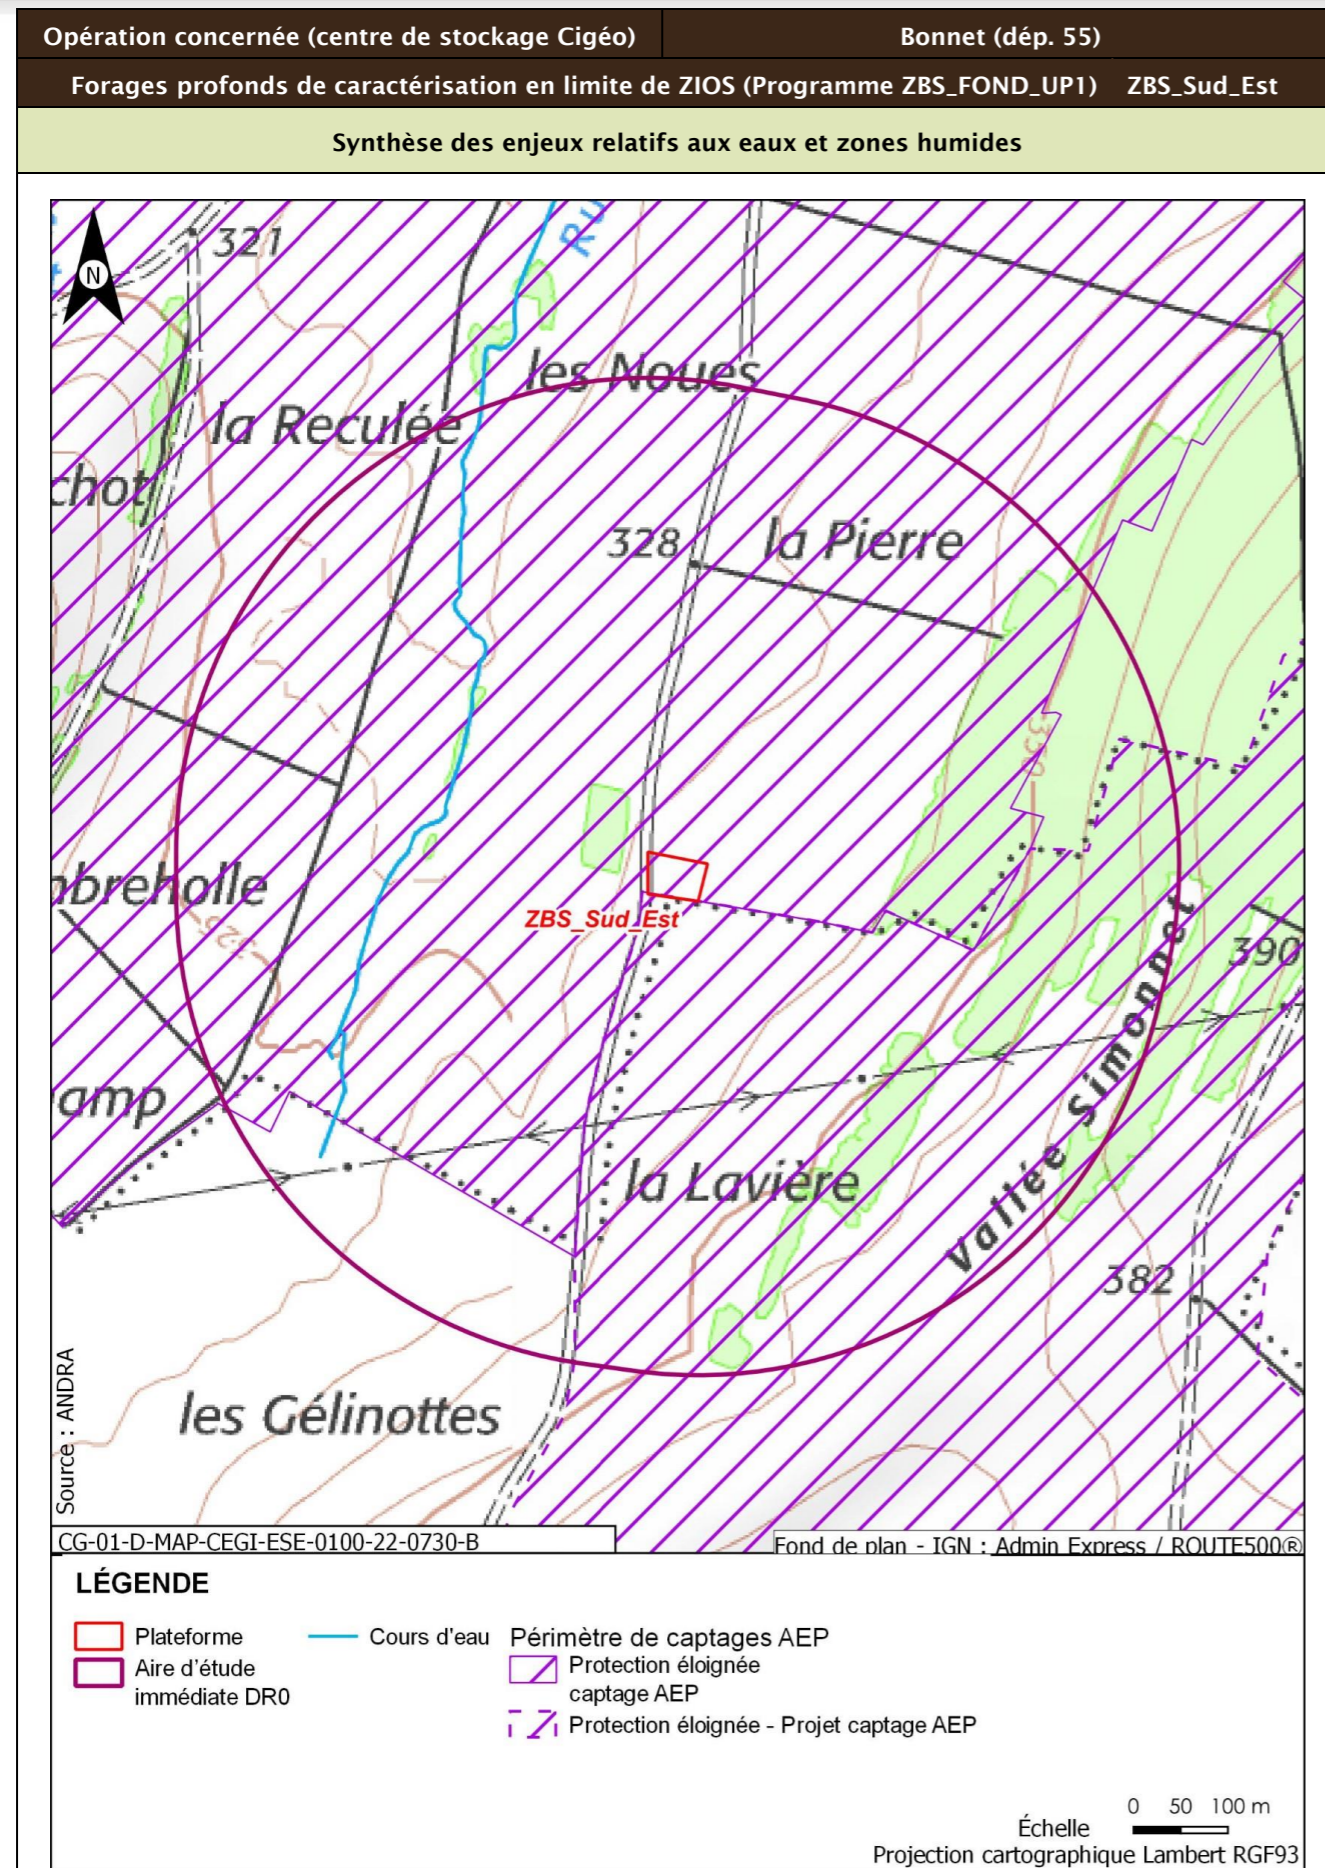 Opération concernée (centre de stockage Cigéo) Bonnet (dép. 55)
Forages profonds de caractérisation en limite de ZIOS (Programme ZBS_FOND_UP1) ZBS_Sud_Est
Synthèse des enjeux relatifs aux eaux et zones humides
N
321
Ru
les Noues
la Reculée
chot
328
la Pierre
mbreholle
ZBS_Sud_Est
325
390
amp
Vallée Simonnet
la Lavière
382
les Gélinottes
Source : ANDRA
CG-01-D-MAP-CEGI-ESE-0100-22-0730-B
Fond de plan - IGN : Admin Express / ROUTE500®
LÉGENDE
Plateforme
Cours d'eau
Périmètre de captages AEP
Aire d'étude
immédiate DR0
Protection éloignée
captage AEP
Protection éloignée - Projet captage AEP
0 50 100 m
Échelle
Projection cartographique Lambert RGF93